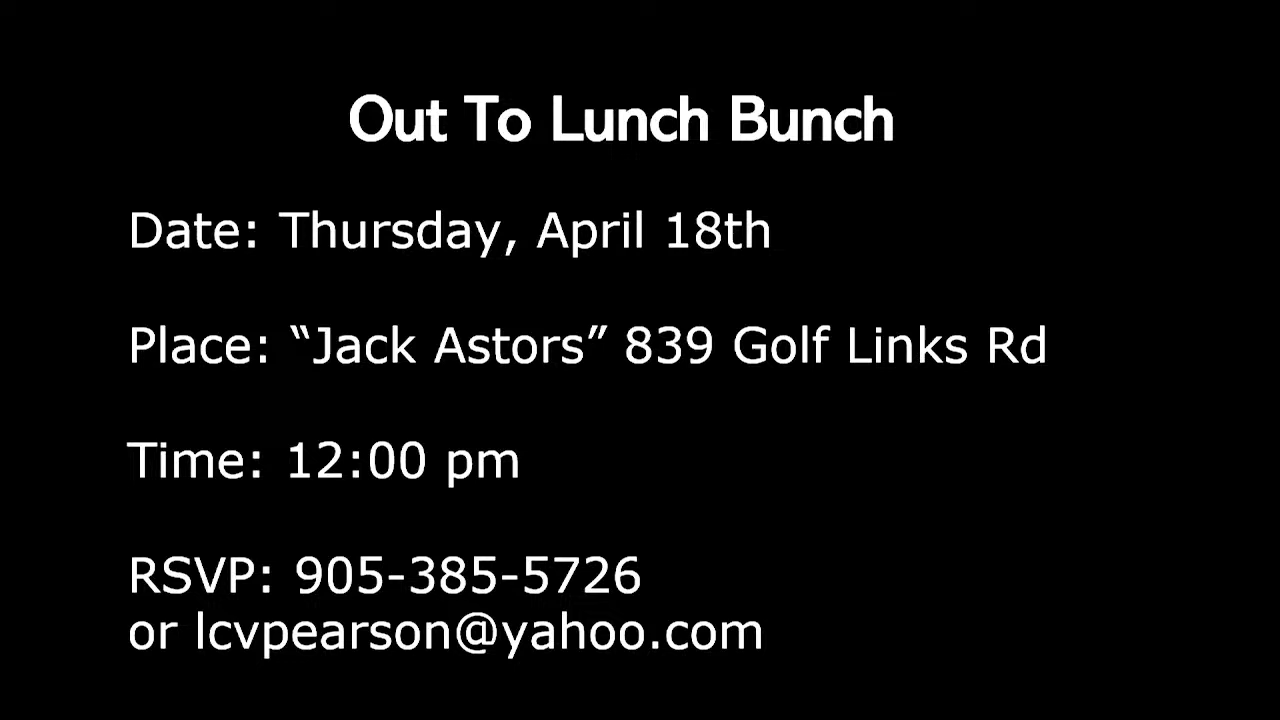 Out To Lunch Bunch
Date: Thursday, April 18th
Place: “Jack Astors” 839 Golf Links Rd
Time: 12:00 pm
RSVP: 905-385-5726
or lcvpearson@yahoo.com